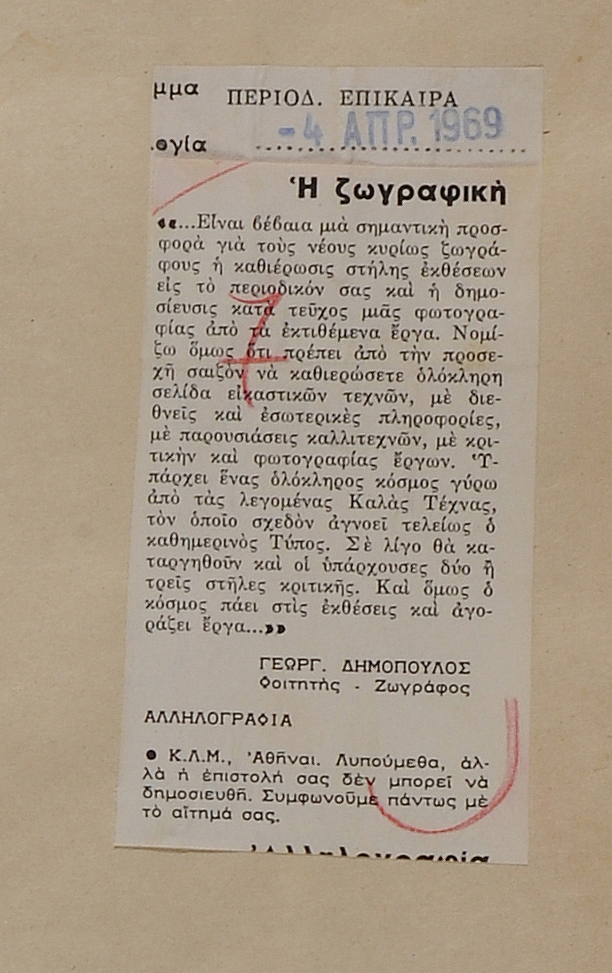 μμα
ΠΕΡΙΟΔ. ΕΠΙΚΑΙΡΑ
-4 ΑΠΡ. 1969
ογία
Ἡ ζωγραφικὴ
«...Εἶναι βέβαια μιὰ σημαντικὴ προσ-
φορὰ γιὰ τοὺς νέους κυρίως ζωγρά-
φους ἡ καθιέρωσις στήλης ἐκθέσεων
εἰς τὸ περιοδικόν σας καὶ ἡ δημο-
σίευσις κατὰ τεῦχος μιᾶς φωτογρα-
φίας ἀπὸ τὰ ἐκτιθέμενα ἔργα. Νομί-
ζω ὅμως ὅτι πρέπει ἀπὸ τὴν προσε-
χῆ σαιζὸν νὰ καθιερώσετε ὁλόκληρη
σελίδα εἰκαστικῶν τεχνῶν, μὲ διε-
θνεῖς καὶ ἐσωτερικὲς πληροφορίες,
μὲ παρουσιάσεις καλλιτεχνῶν, μὲ κρι-
τικὴν καὶ φωτογραφίας ἔργων. Ὑ-
πάρχει ἕνας ὁλόκληρος κόσμος γύρω
ἀπὸ τὰς λεγομένας Καλὰς Τέχνας,
τὸν ὁποῖο σχεδὸν ἀγνοεῖ τελείως ὁ
καθημερινὸς Τύπος. Σὲ λίγο θὰ κα-
ταργηθοῦν καὶ οἱ ὑπάρχουσες δύο ἢ
τρεῖς στῆλες κριτικῆς. Καὶ ὅμως ὁ
κόσμος πάει στὶς ἐκθέσεις καὶ ἀγο-
ράζει ἔργα...»
ΓΕΩΡΓ. ΔΗΜΟΠΟΥΛΟΣ
Φοιτητὴς - Ζωγράφος
ΑΛΛΗΛΟΓΡΑΦΙΑ
● Κ.Λ.Μ., Ἀθῆναι. Λυπούμεθα, ἀλ-
λὰ ἡ ἐπιστολή σας δὲν μπορεῖ νὰ
δημοσιευθῆ. Συμφωνοῦμε πάντως μὲ
τὸ αἴτημά σας.